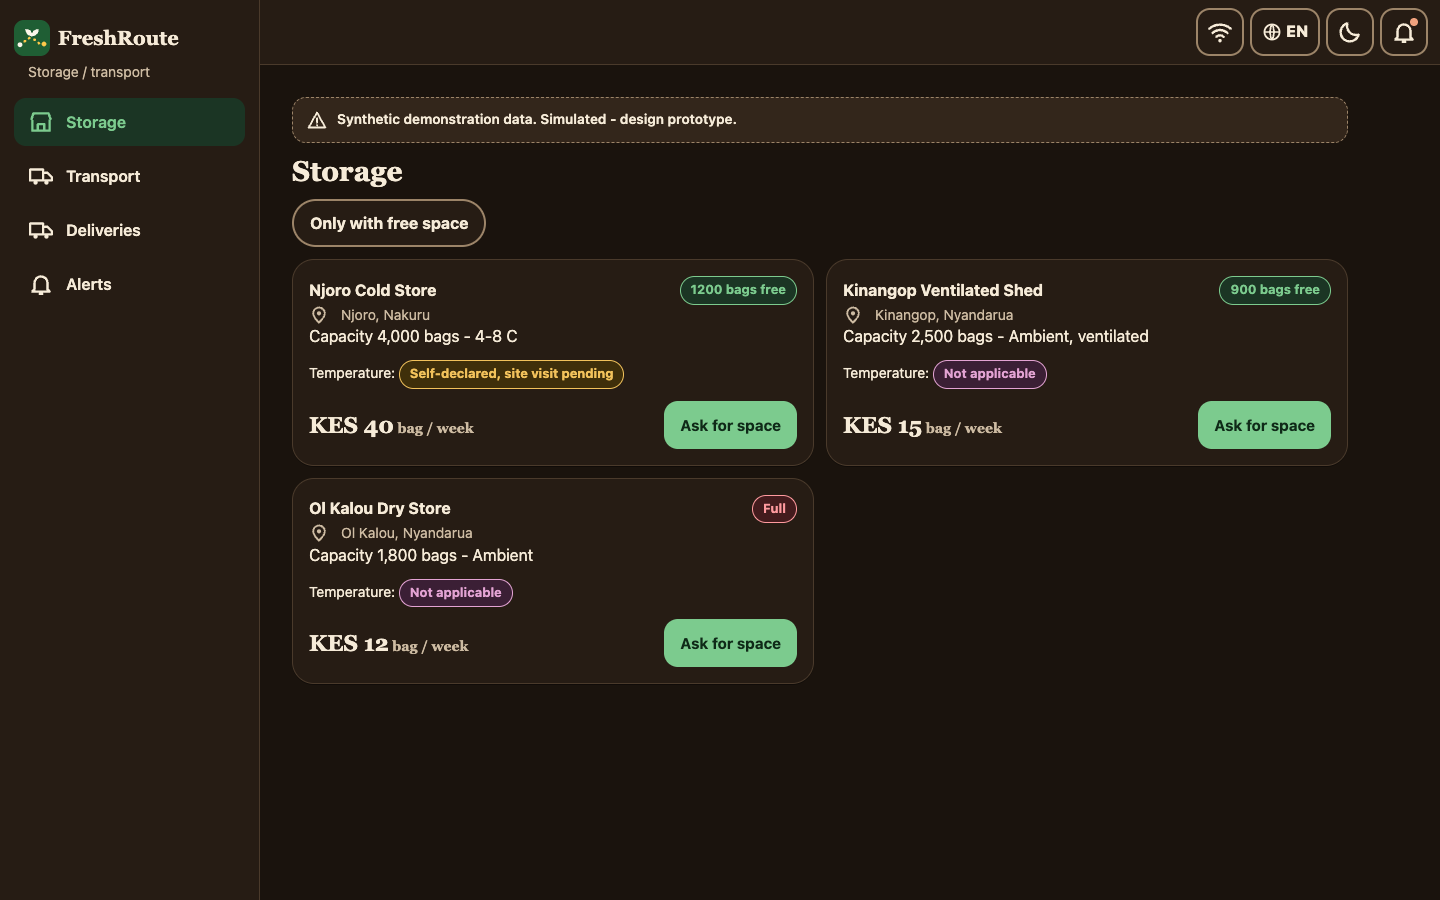 FreshRoute
Storage / transport
Storage
Transport
Deliveries
Alerts
EN
Synthetic demonstration data. Simulated - design prototype.
Storage
Only with free space
Njoro Cold Store
1200 bags free
Njoro, Nakuru
Capacity 4,000 bags - 4-8 C
Temperature: Self-declared, site visit pending
KES 40 bag / week
Ask for space
Kinangop Ventilated Shed
900 bags free
Kinangop, Nyandarua
Capacity 2,500 bags - Ambient, ventilated
Temperature: Not applicable
KES 15 bag / week
Ask for space
Ol Kalou Dry Store
Full
Ol Kalou, Nyandarua
Capacity 1,800 bags - Ambient
Temperature: Not applicable
KES 12 bag / week
Ask for space